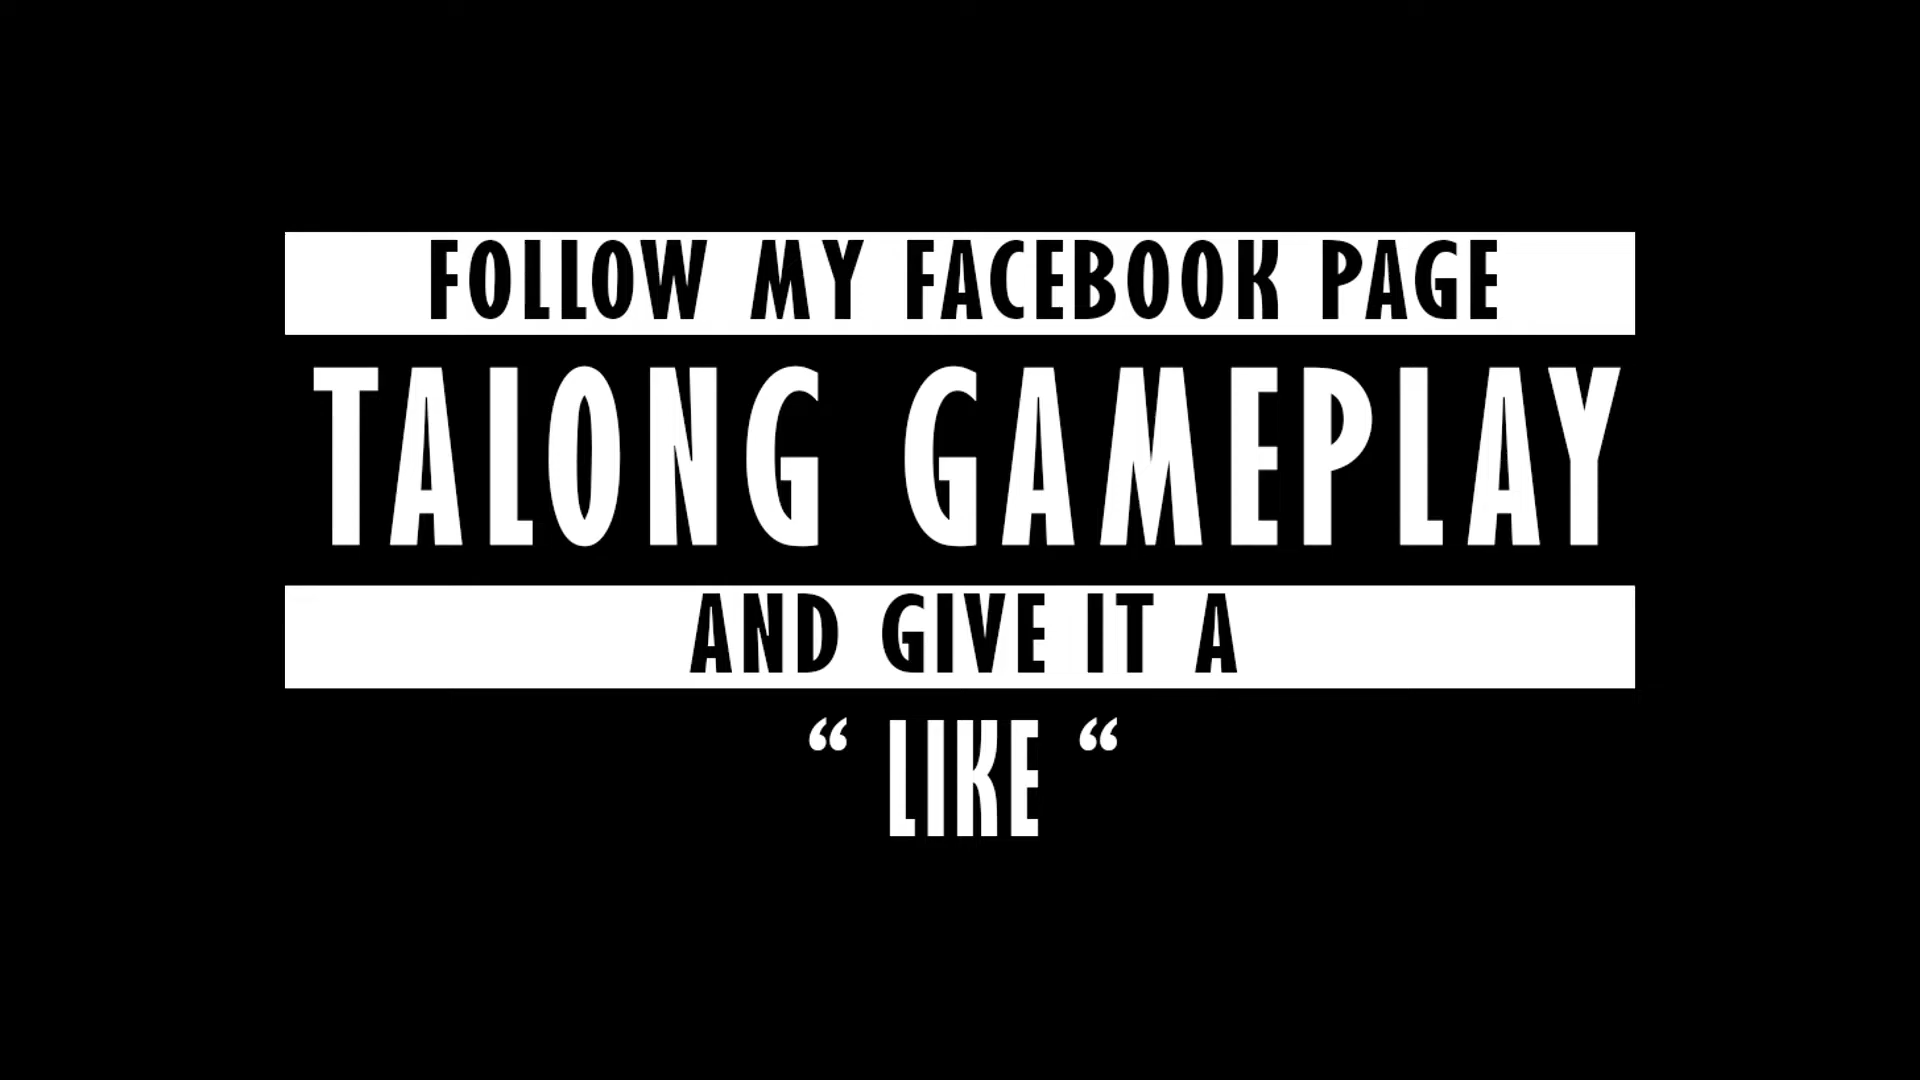 FOLLOW MY FACEBOOK PAGE
TALONG GAMEPLAY
AND GIVE IT A
“ LIKE “